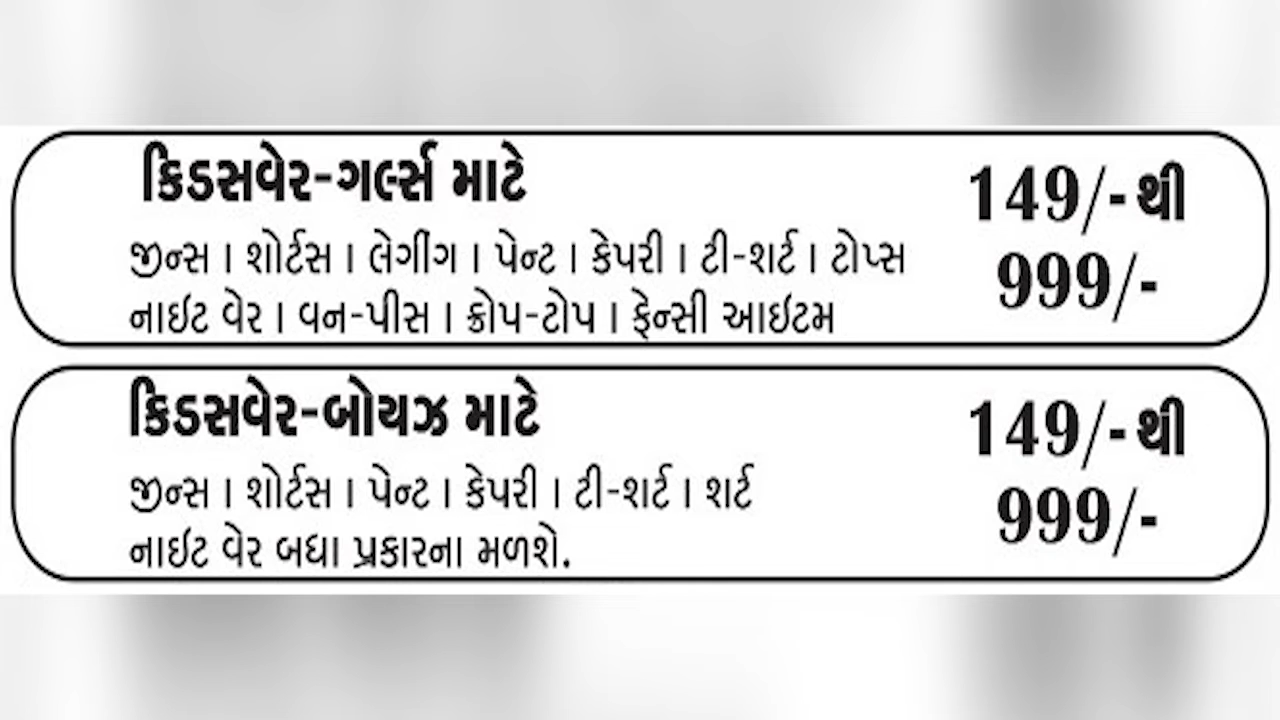 કિડસવેર-ગર્લ્સ માટે
149/- થી
જીન્સ । શોર્ટસ । લેગીંગ । પેન્ટ । કેપરી । ટી-શર્ટ । ટોપ્સ
999/-
નાઈટ વેર । વન-પીસ । ક્રોપ-ટોપ । ફેન્સી આઈટમ
કિડસવેર-બોયઝ માટે
149/- થી
જીન્સ । શોર્ટસ । પેન્ટ । કેપરી । ટી-શર્ટ । શર્ટ
999/-
નાઈટ વેર બધા પ્રકારના મળશે.